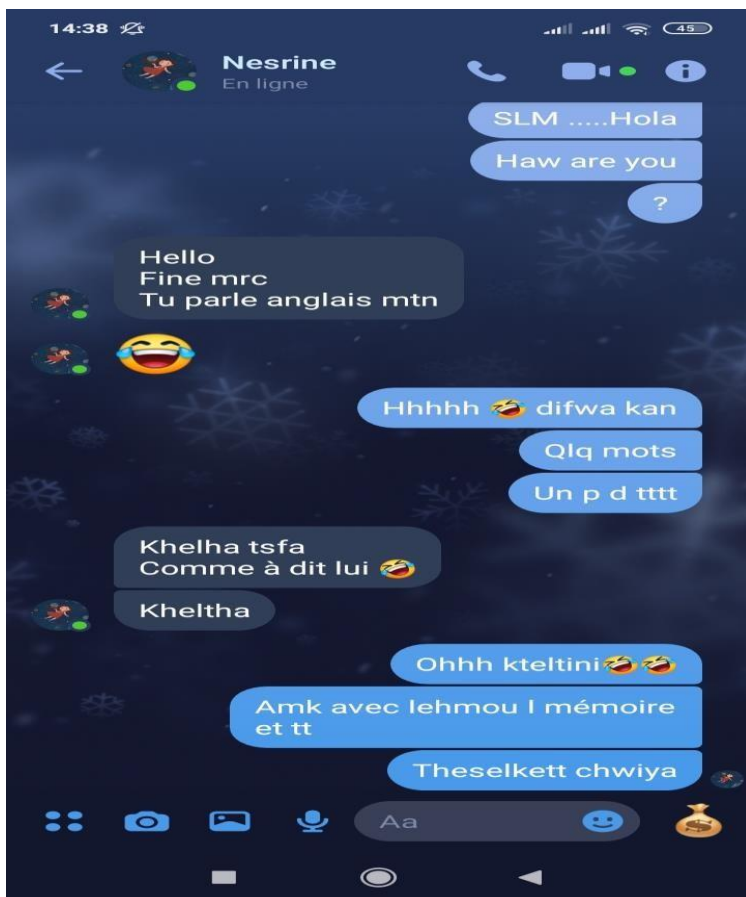 14:38
45
Nesrine
En ligne
SLM .....Hola
Haw are you
?
Hello
Fine mrc
Tu parle anglais mtn
Hhhhh 🤣 difwa kan
Qlq mots
Un p d tttt
Khelha tsfa
Comme à dit lui 🤣
Kheltha
Ohhh kteltini🤣🤣
Amk avec lehmou l mémoire
et tt
Theselkett chwiya
Aa